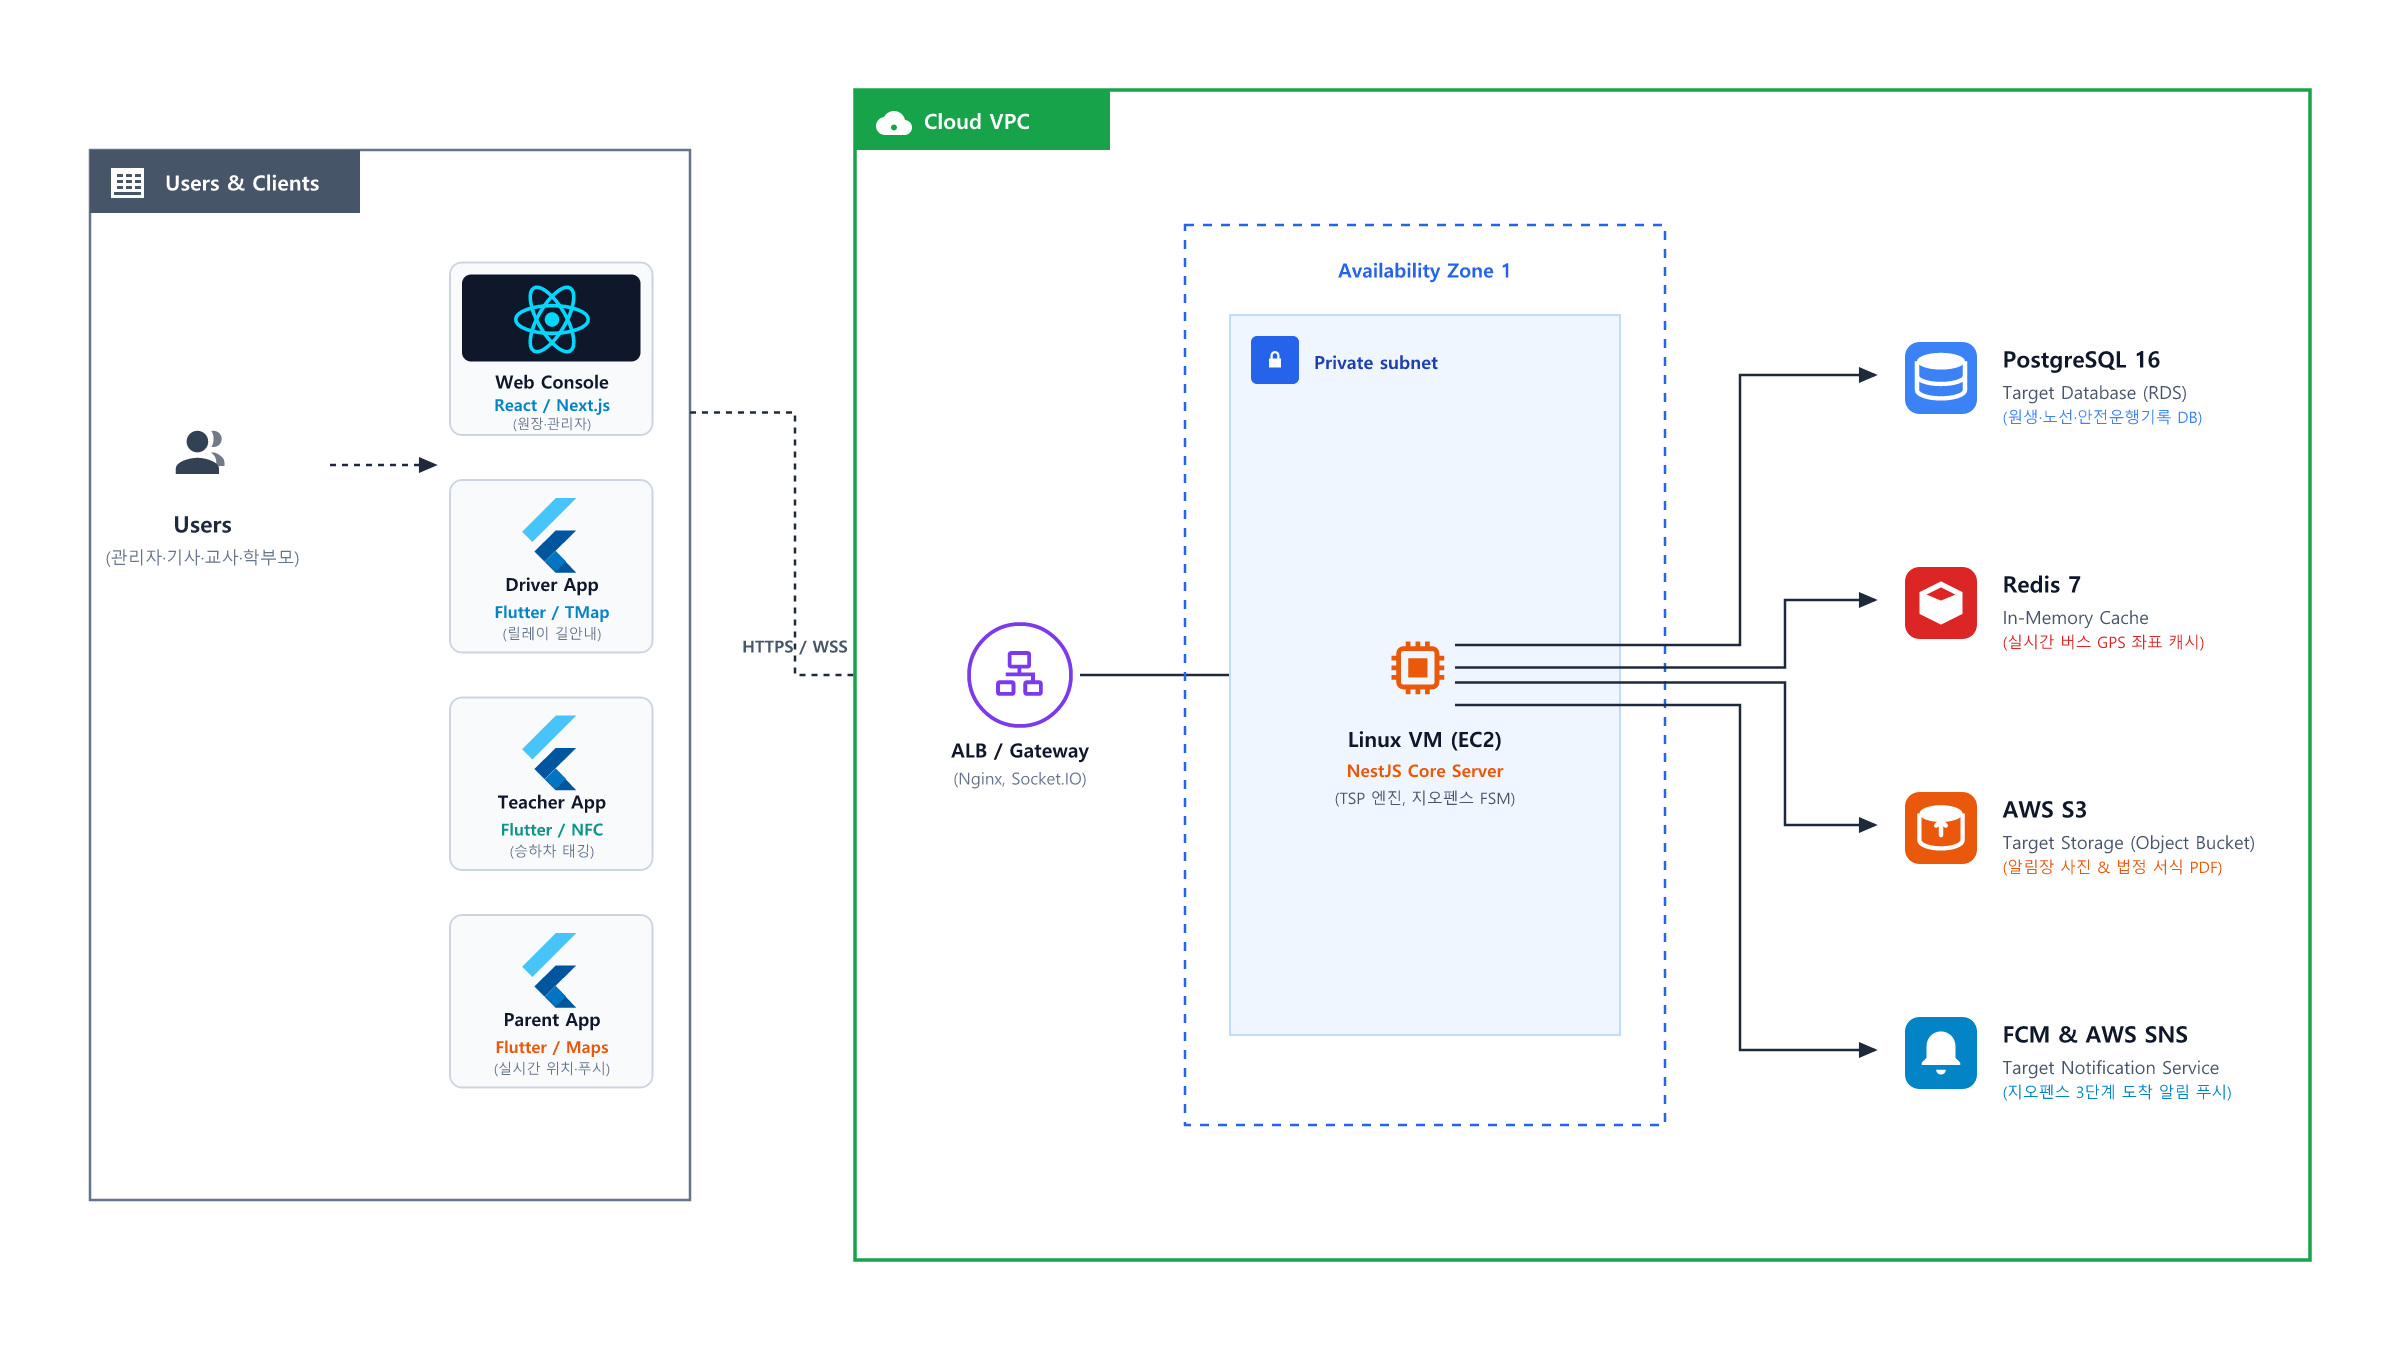 Users & Clients
Users
(관리자·기사·교사·학부모)
Web Console
React / Next.js
(원장·관리자)
Driver App
Flutter / TMap
(릴레이 길안내)
Teacher App
Flutter / NFC
(승하차 태깅)
Parent App
Flutter / Maps
(실시간 위치·푸시)
HTTPS / WSS
Cloud VPC
ALB / Gateway
(Nginx, Socket.IO)
Availability Zone 1
Private subnet
Linux VM (EC2)
NestJS Core Server
(TSP 엔진, 지오펜스 FSM)
PostgreSQL 16
Target Database (RDS)
(원생·노선·안전운행기록 DB)
Redis 7
In-Memory Cache
(실시간 버스 GPS 좌표 캐시)
AWS S3
Target Storage (Object Bucket)
(알림장 사진 & 법정 서식 PDF)
FCM & AWS SNS
Target Notification Service
(지오펜스 3단계 도착 알림 푸시)